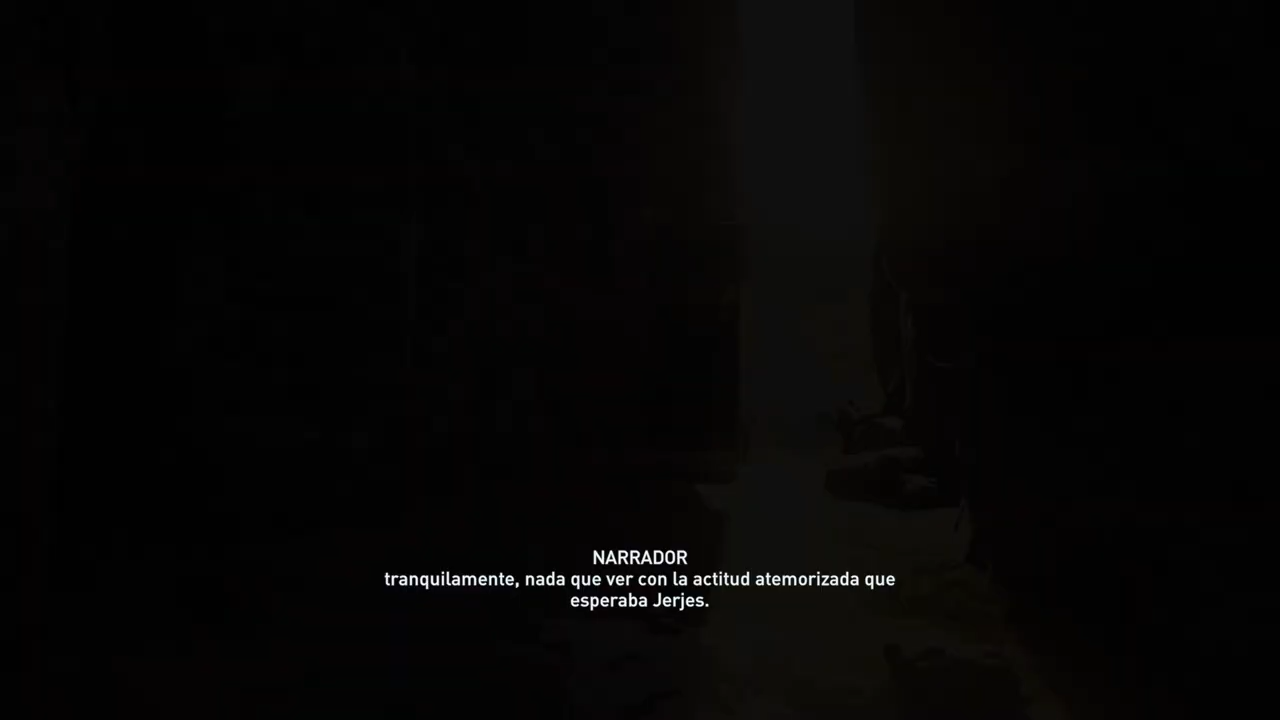 NARRADOR
tranquilamente, nada que ver con la actitud atemorizada que
esperaba Jerjes.